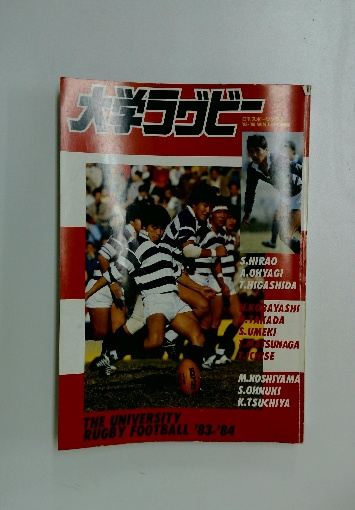 大学ラグビー
S.HIRAO
A.OHYAGI
T.HIGASHIDA
S.UMEKI
M.KOSHIYAMA
S.OHNUKI
K.TSUCHIYA
THE UNIVERSITY
RUGBY FOOTBALL '83-'84